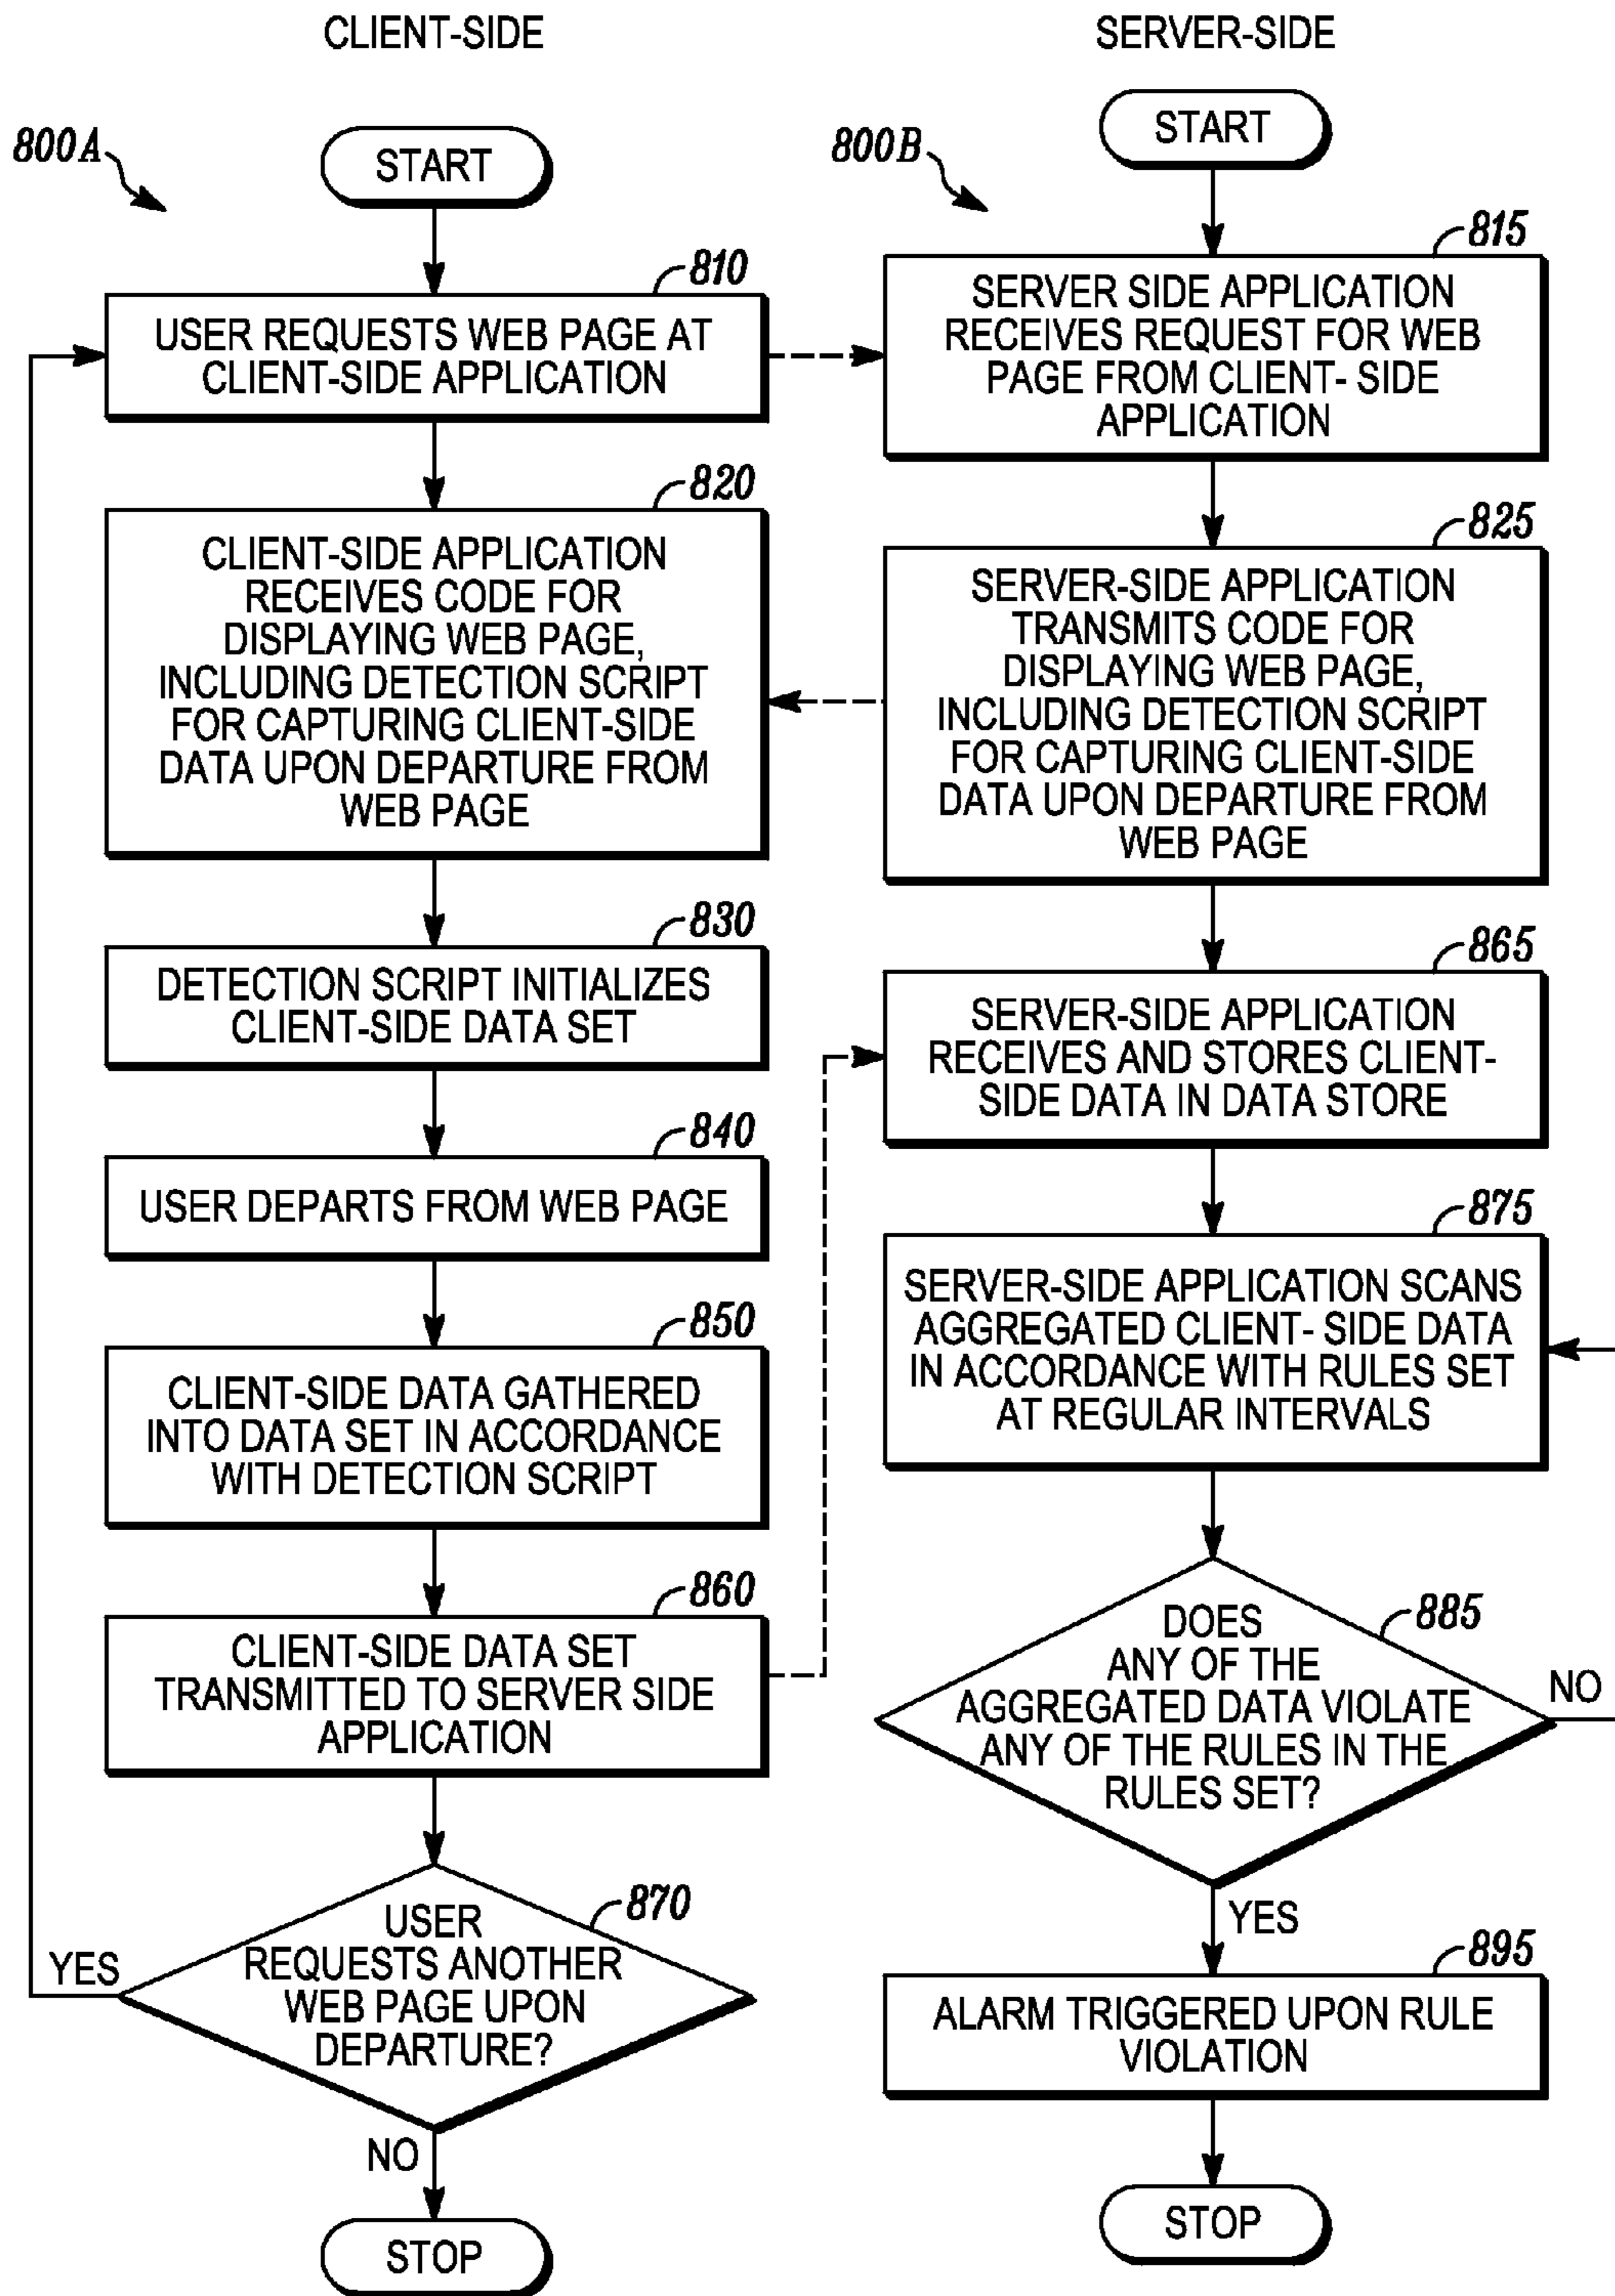 CLIENT-SIDE
800A
START
810
USER REQUESTS WEB PAGE AT
CLIENT-SIDE APPLICATION
820
CLIENT-SIDE APPLICATION
RECEIVES CODE FOR
DISPLAYING WEB PAGE,
INCLUDING DETECTION SCRIPT
FOR CAPTURING CLIENT-SIDE
DATA UPON DEPARTURE FROM
WEB PAGE
830
DETECTION SCRIPT INITIALIZES
CLIENT-SIDE DATA SET
840
USER DEPARTS FROM WEB PAGE
850
CLIENT-SIDE DATA GATHERED
INTO DATA SET IN ACCORDANCE
WITH DETECTION SCRIPT
860
CLIENT-SIDE DATA SET
TRANSMITTED TO SERVER SIDE
APPLICATION
870
USER
REQUESTS ANOTHER
WEB PAGE UPON
DEPARTURE?
YES
NO
STOP
SERVER-SIDE
800B
START
815
SERVER SIDE APPLICATION
RECEIVES REQUEST FOR WEB
PAGE FROM CLIENT- SIDE
APPLICATION
825
SERVER-SIDE APPLICATION
TRANSMITS CODE FOR
DISPLAYING WEB PAGE,
INCLUDING DETECTION SCRIPT
FOR CAPTURING CLIENT-SIDE
DATA UPON DEPARTURE FROM
WEB PAGE
865
SERVER-SIDE APPLICATION
RECEIVES AND STORES CLIENT-
SIDE DATA IN DATA STORE
875
SERVER-SIDE APPLICATION SCANS
AGGREGATED CLIENT- SIDE DATA
IN ACCORDANCE WITH RULES SET
AT REGULAR INTERVALS
885
DOES
ANY OF THE
AGGREGATED DATA VIOLATE
ANY OF THE RULES IN THE
RULES SET?
NO
YES
895
ALARM TRIGGERED UPON RULE
VIOLATION
STOP